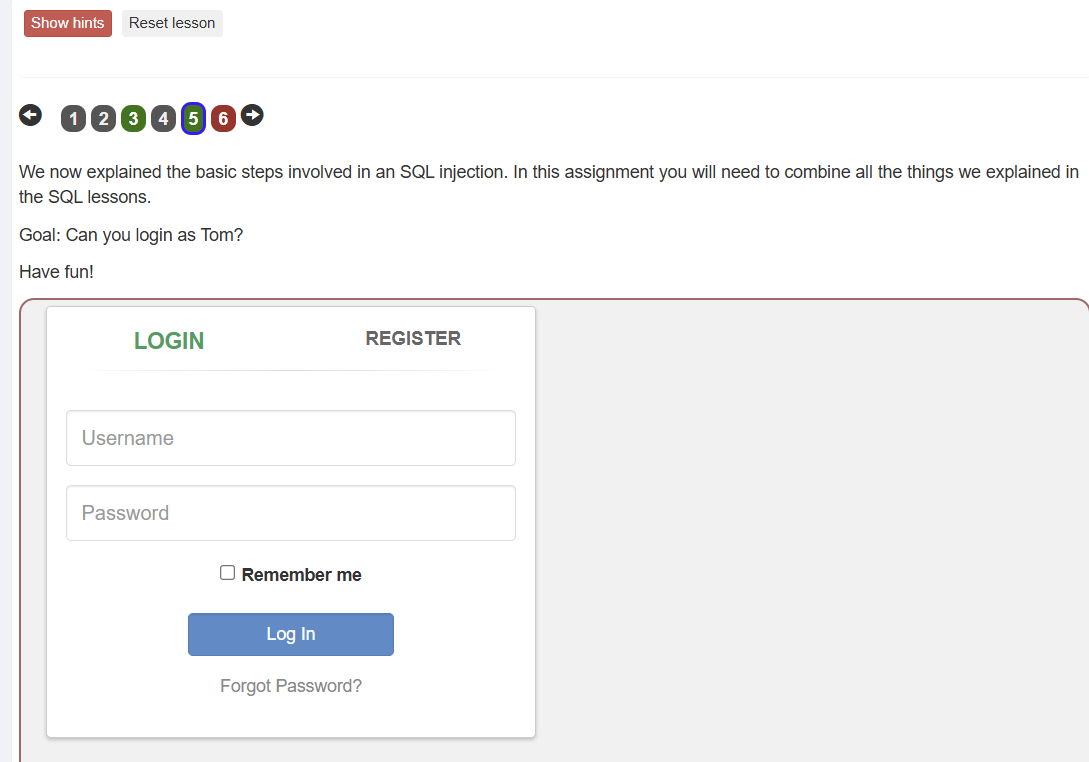 Show hints Reset lesson
1 2 3 4 5 6
We now explained the basic steps involved in an SQL injection. In this assignment you will need to combine all the things we explained in
the SQL lessons.
Goal: Can you login as Tom?
Have fun!
LOGIN REGISTER
Username
Password
Remember me
Log In
Forgot Password?